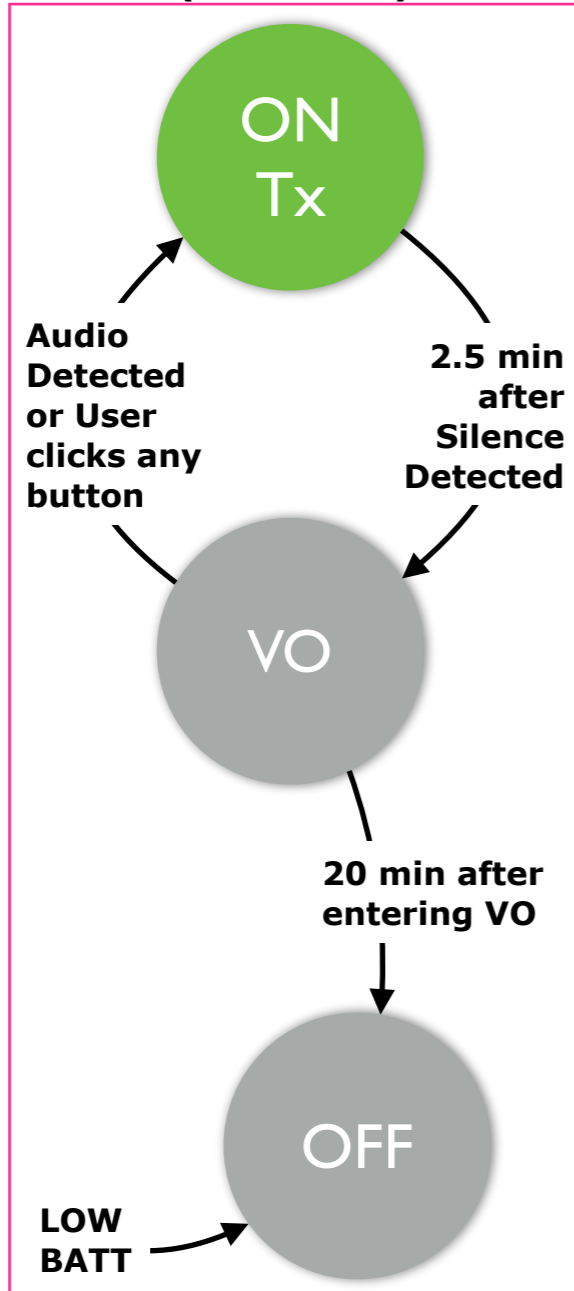 ON
Tx
Audio
Detected
or User
clicks any
button
2.5 min
after
Silence
Detected
VO
20 min after
entering VO
OFF
LOW
BATT